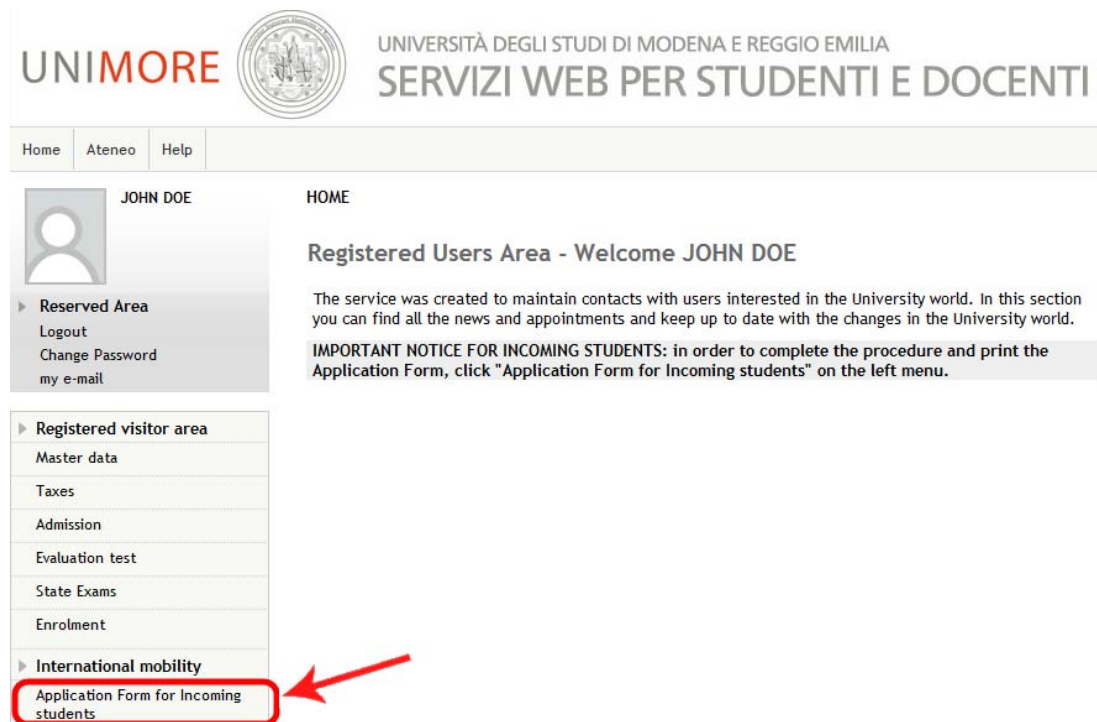 UNIMORE
UNIVERSITÀ DEGLI STUDI DI MODENA E REGGIO EMILIA
SERVIZI WEB PER STUDENTI E DOCENTI
Home Ateneo Help
JOHN DOE
Reserved Area
Logout
Change Password
my e-mail
Registered visitor area
Master data
Taxes
Admission
Evaluation test
State Exams
Enrolment
International mobility
Application Form for Incoming
students
HOME
Registered Users Area - Welcome JOHN DOE
The service was created to maintain contacts with users interested in the University world. In this section
you can find all the news and appointments and keep up to date with the changes in the University world.
IMPORTANT NOTICE FOR INCOMING STUDENTS: in order to complete the procedure and print the
Application Form, click "Application Form for Incoming students" on the left menu.